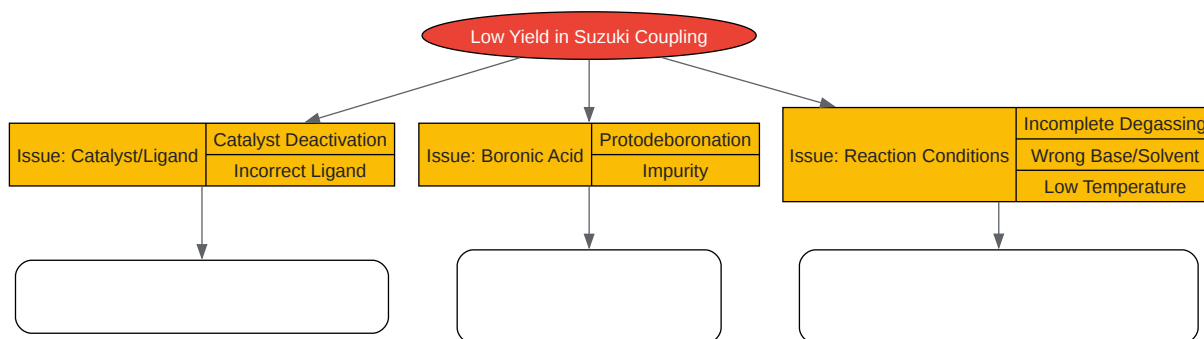 Low Yield in Suzuki Coupling
Issue: Catalyst/Ligand
Catalyst Deactivation
Incorrect Ligand
Issue: Boronic Acid
Protodeboronation
Impurity
Issue: Reaction Conditions
Incomplete Degassing
Wrong Base/Solvent
Low Temperature